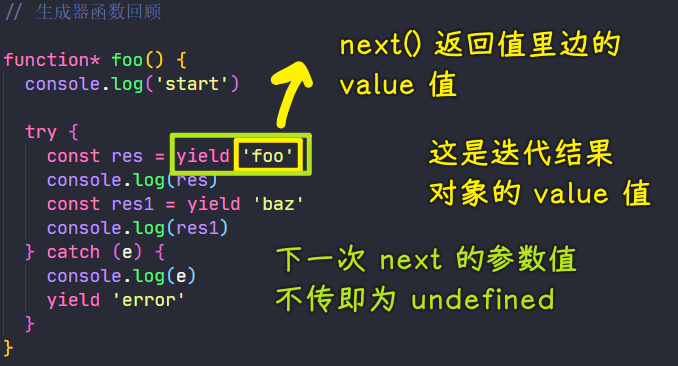 // 生成器函数回顾
function* foo() {
  console.log('start')
  try {
    const res = yield 'foo'
    console.log(res)
    const res1 = yield 'baz'
    console.log(res1)
  } catch (e) {
    console.log(e)
    yield 'error'
  }
}
next() 返回值里边的
value 值
这是迭代结果
对象的 value 值
下一次 next 的参数值
不传即为 undefined